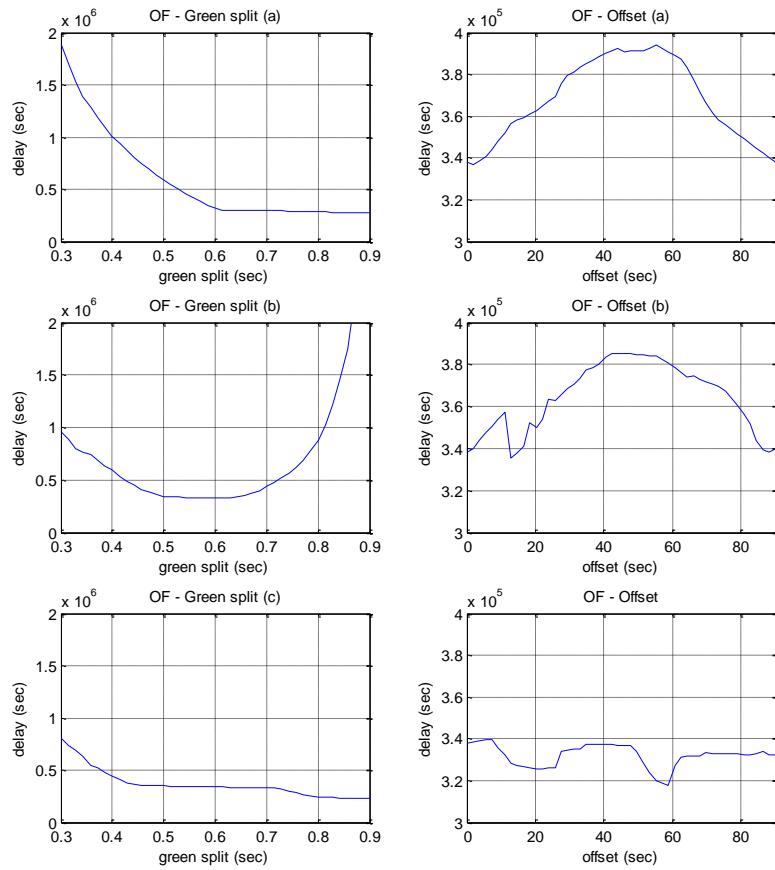 OF - Green split (a)
x 10^6
2
1.5
1
0.5
0
delay (sec)
0.3 0.4 0.5 0.6 0.7 0.8 0.9
green split (sec)
OF - Offset (a)
x 10^5
4
3.8
3.6
3.4
3.2
3
delay (sec)
0 20 40 60 80
offset (sec)
OF - Green split (b)
x 10^6
2
1.5
1
0.5
0
delay (sec)
0.3 0.4 0.5 0.6 0.7 0.8 0.9
green split (sec)
OF - Offset (b)
x 10^5
4
3.8
3.6
3.4
3.2
3
delay (sec)
0 20 40 60 80
offset (sec)
OF - Green split (c)
x 10^6
2
1.5
1
0.5
0
delay (sec)
0.3 0.4 0.5 0.6 0.7 0.8 0.9
green split (sec)
OF - Offset
x 10^5
4
3.8
3.6
3.4
3.2
3
delay (sec)
0 20 40 60 80
offset (sec)